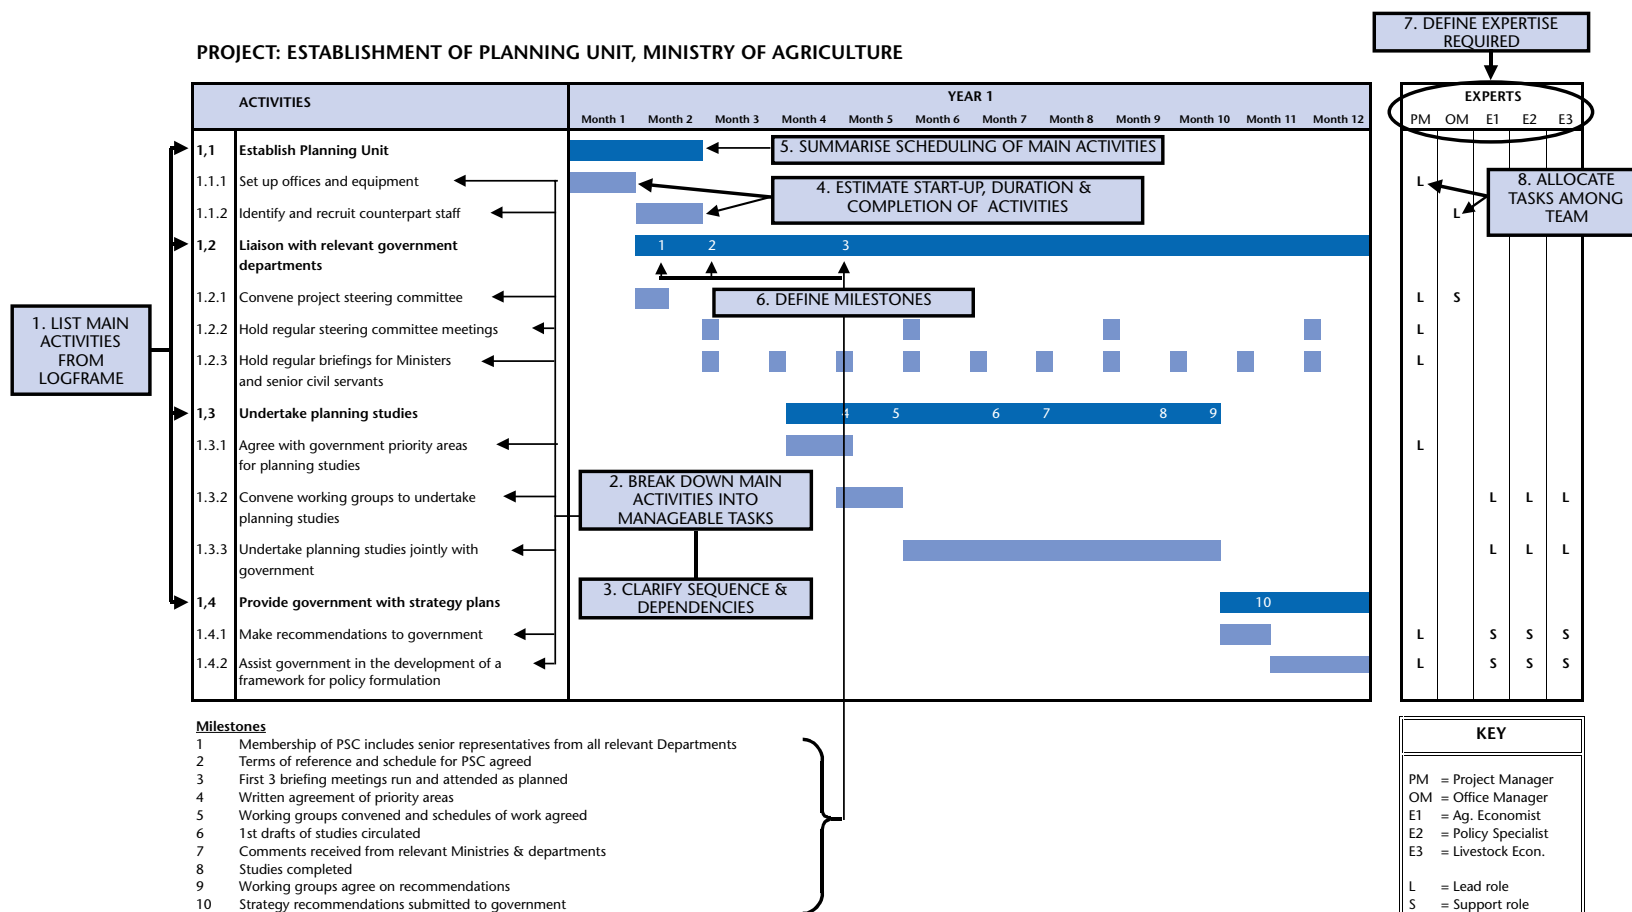 7. DEFINE EXPERTISE
REQUIRED
PROJECT: ESTABLISHMENT OF PLANNING UNIT, MINISTRY OF AGRICULTURE
ACTIVITIES
YEAR 1
Month 1 Month 2 Month 3 Month 4 Month 5 Month 6 Month 7 Month 8 Month 9 Month 10 Month 11 Month 12
EXPERTS
PM OM E1 E2 E3
1,1 Establish Planning Unit
5. SUMMARISE SCHEDULING OF MAIN ACTIVITIES
1.1.1 Set up offices and equipment
L
4. ESTIMATE START-UP, DURATION &
COMPLETION OF ACTIVITIES
8. ALLOCATE
TASKS AMONG
TEAM
1.1.2 Identify and recruit counterpart staff
L
1,2 Liaison with relevant government
departments
1 2 3
1.2.1 Convene project steering committee
L S
6. DEFINE MILESTONES
1. LIST MAIN
ACTIVITIES
FROM
LOGFRAME
1.2.2 Hold regular steering committee meetings
L
1.2.3 Hold regular briefings for Ministers
and senior civil servants
L
1,3 Undertake planning studies
4 5 6 7 8 9
1.3.1 Agree with government priority areas
for planning studies
L
2. BREAK DOWN MAIN
ACTIVITIES INTO
MANAGEABLE TASKS
1.3.2 Convene working groups to undertake
planning studies
L L L
1.3.3 Undertake planning studies jointly with
government
L L L
3. CLARIFY SEQUENCE &
DEPENDENCIES
1,4 Provide government with strategy plans
10
1.4.1 Make recommendations to government
L S S S
1.4.2 Assist government in the development of a
framework for policy formulation
L S S S
Milestones
1 Membership of PSC includes senior representatives from all relevant Departments
2 Terms of reference and schedule for PSC agreed
3 First 3 briefing meetings run and attended as planned
4 Written agreement of priority areas
5 Working groups convened and schedules of work agreed
6 1st drafts of studies circulated
7 Comments received from relevant Ministries & departments
8 Studies completed
9 Working groups agree on recommendations
10 Strategy recommendations submitted to government
KEY
PM = Project Manager
OM = Office Manager
E1 = Ag. Economist
E2 = Policy Specialist
E3 = Livestock Econ.
L = Lead role
S = Support role